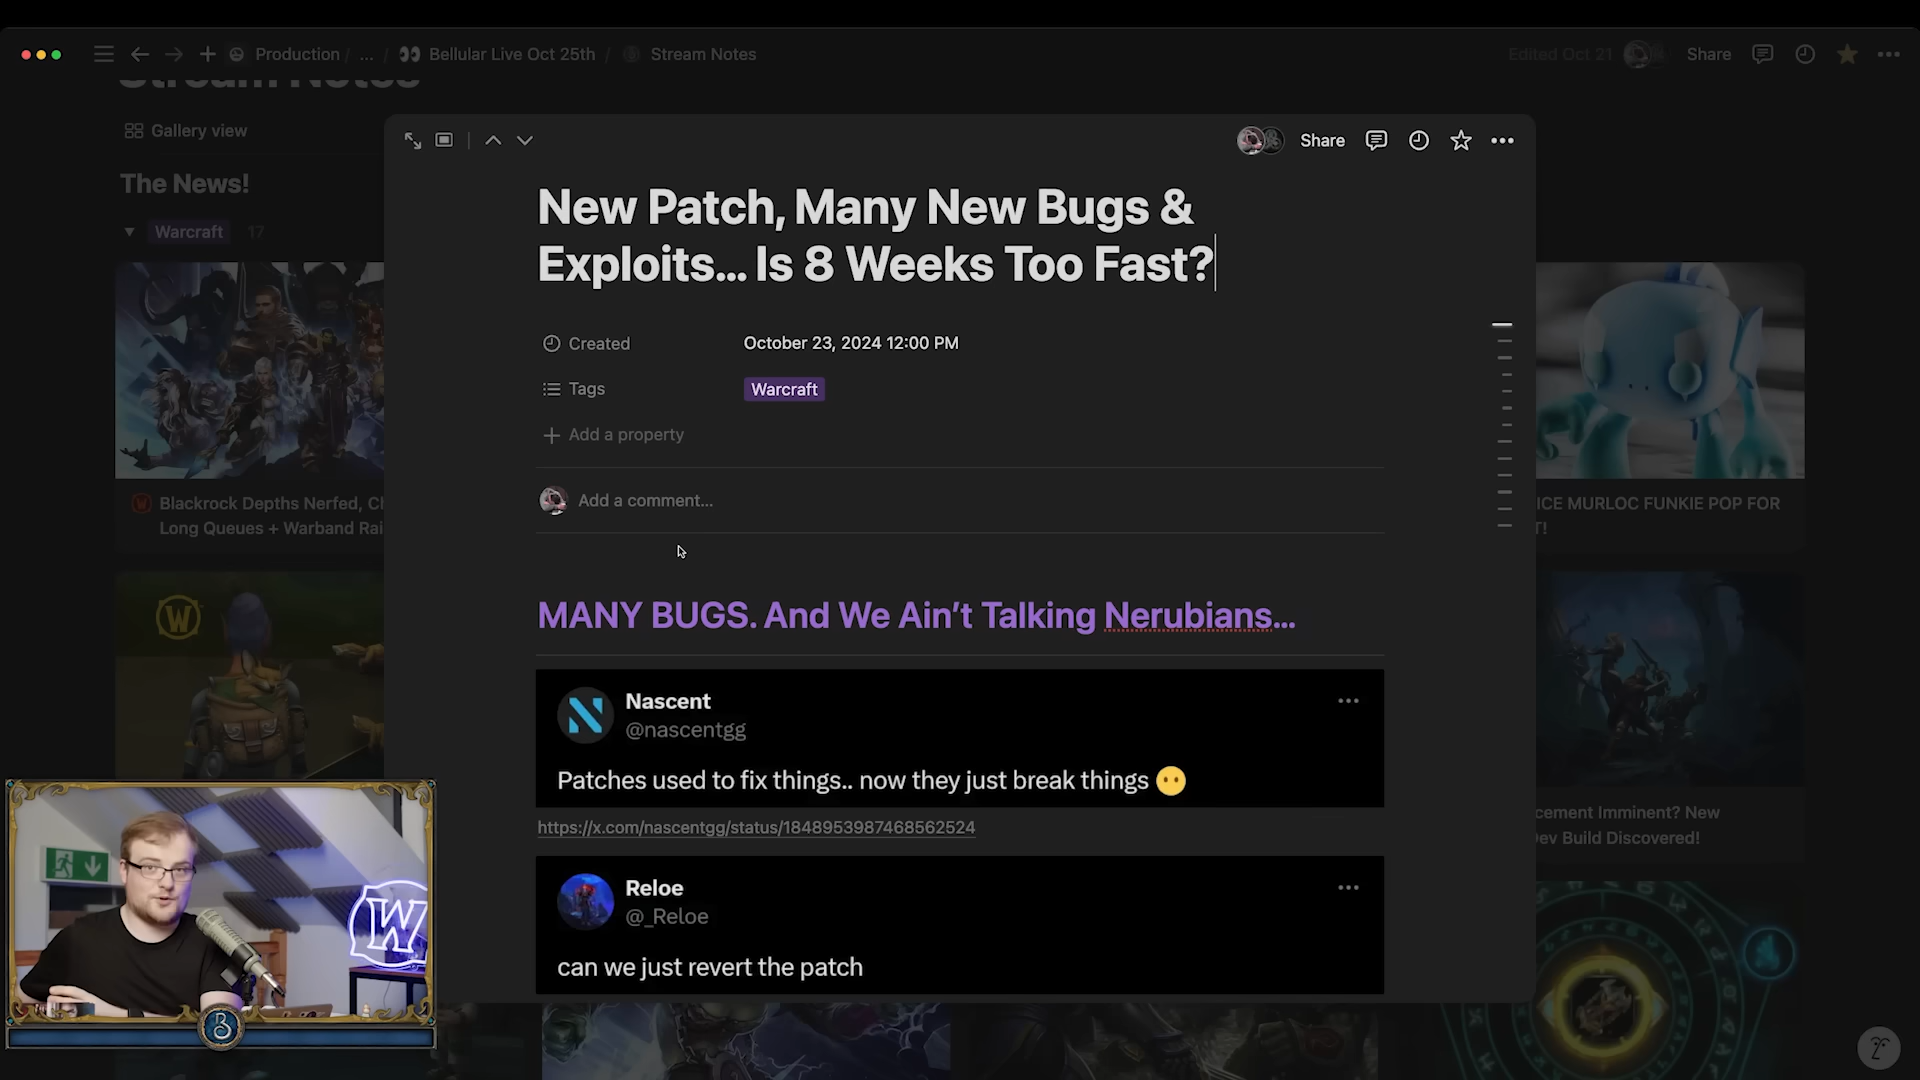 Production / ... / Bellular Live Oct 25th / Stream Notes
Edited Oct 21
Share
Stream Notes
Gallery view
The News!
Warcraft 17
Share
New Patch, Many New Bugs &
Exploits... Is 8 Weeks Too Fast?
Created October 23, 2024 12:00 PM
Tags Warcraft
Add a property
Add a comment...
Blackrock Depths Nerfed, C
Long Queues + Warband Rai
ICE MURLOC FUNKIE POP FOR
T!
MANY BUGS. And We Ain't Talking Nerubians...
Nascent
@nascentgg
Patches used to fix things.. now they just break things 😶
https://x.com/nascentgg/status/1848953987468562524
Reloe
@_Reloe
can we just revert the patch
cement Imminent? New
Dev Build Discovered!
W
W
B